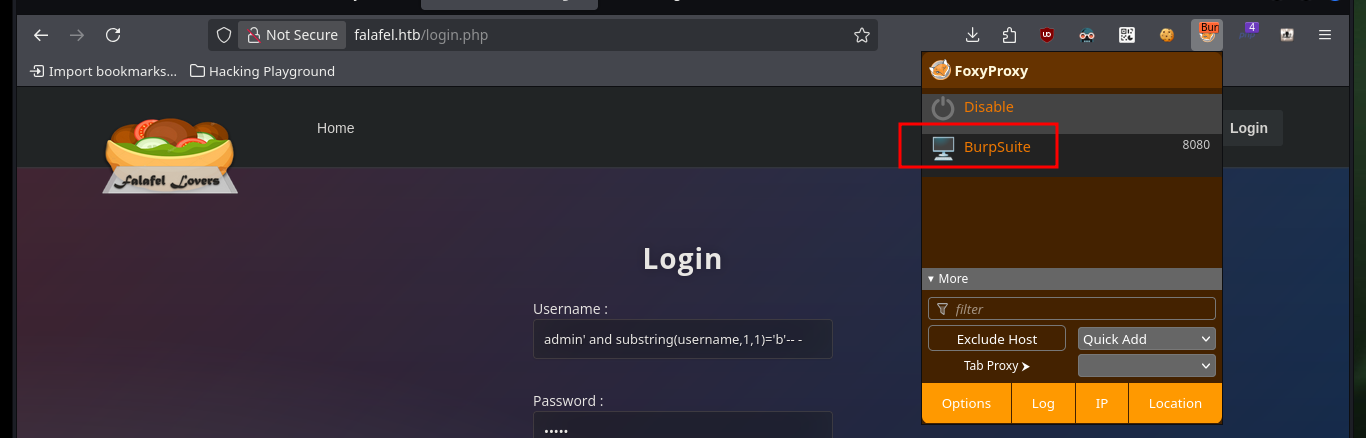 Not Secure falafel.htb/login.php
Bur
4
Import bookmarks... Hacking Playground
FoxyProxy
Disable
BurpSuite 8080
Falafel Lovers
Home
Login
Login
Username :
admin' and substring(username,1,1)='b'-- -
Password :
•••••
▾ More
filter
Exclude Host Quick Add
Tab Proxy ➤
Options Log IP Location